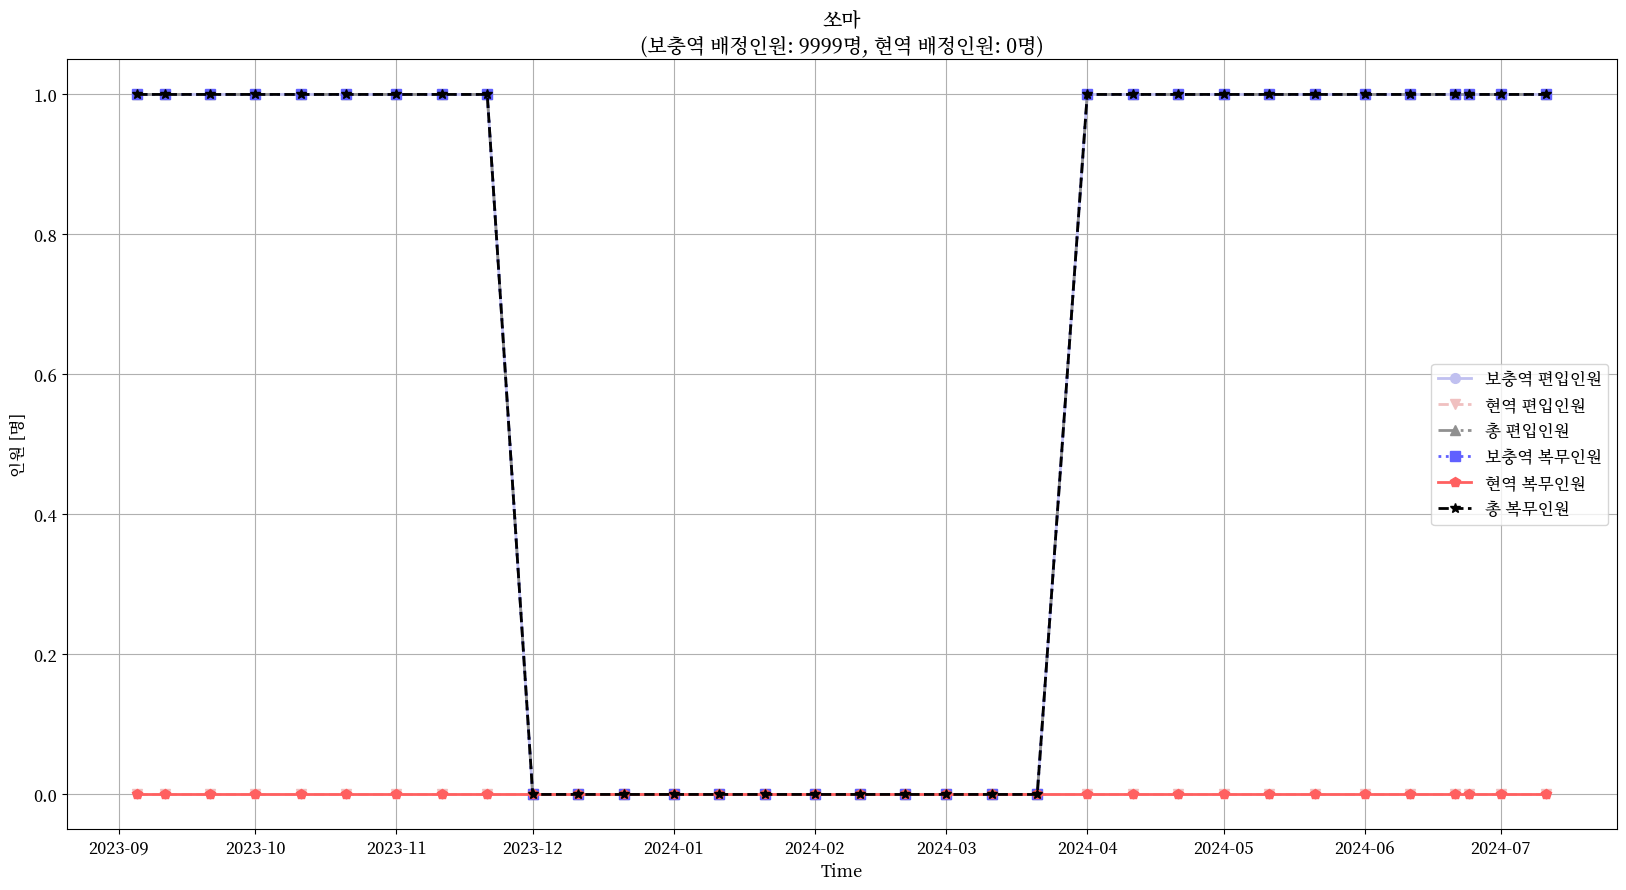 쏘마
(보충역 배정인원: 9999명, 현역 배정인원: 0명)
인원 [명]
1.0
0.8
0.6
0.4
0.2
0.0
보충역 편입인원
현역 편입인원
총 편입인원
보충역 복무인원
현역 복무인원
총 복무인원
2023-09 2023-10 2023-11 2023-12 2024-01 2024-02 2024-03 2024-04 2024-05 2024-06 2024-07
Time